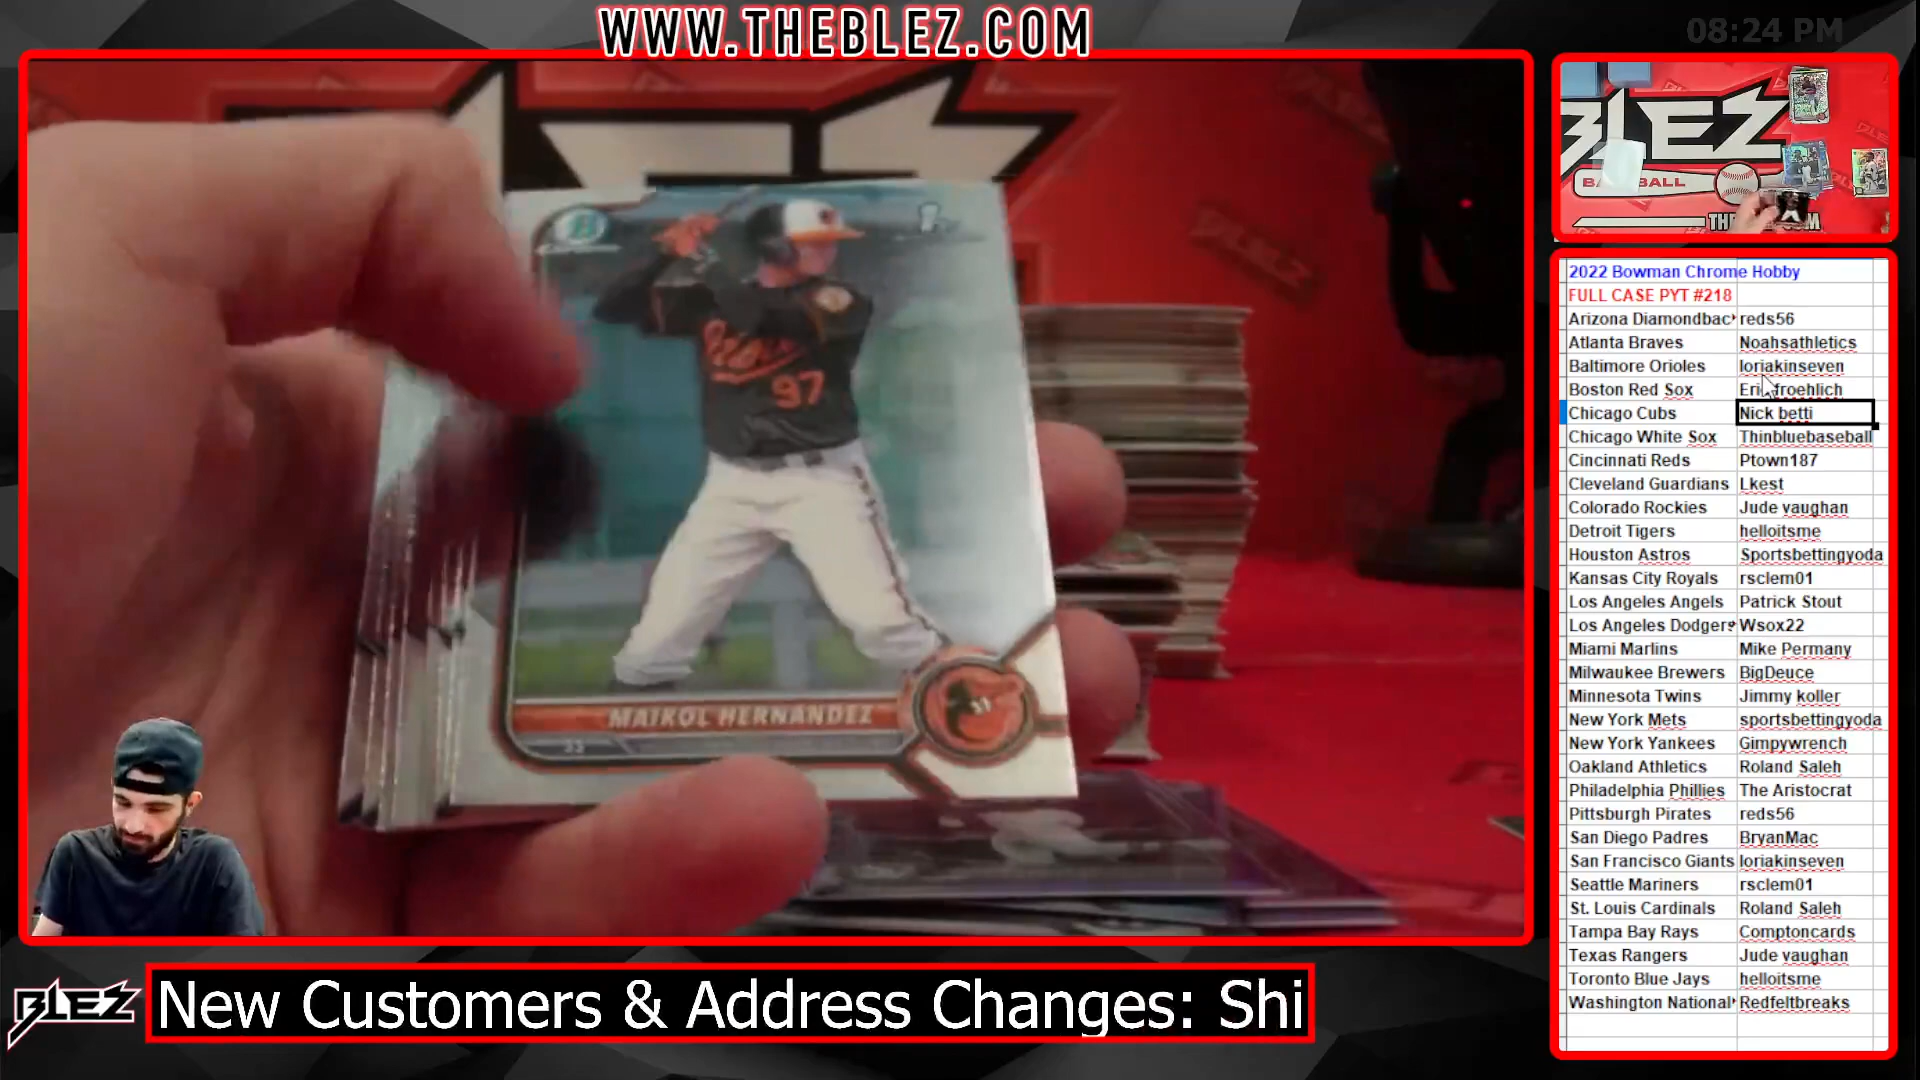 WWW.THEBLEZ.COM
08:24 PM
BLEZ
BASEBALL
1st
Orioles
97
MAIKOL HERNANDEZ
33
2022 Bowman Chrome Hobby
FULL CASE PYT #218
Arizona Diamondbac reds56
Atlanta Braves Noahsathletics
Baltimore Orioles loriakinseven
Boston Red Sox froehlich
Chicago Cubs Nick betti
Chicago White Sox Thinbluebaseball
Cincinnati Reds Ptown187
Cleveland Guardians Lkest
Colorado Rockies Jude vaughan
Detroit Tigers helloitsme
Houston Astros Sportsbettingyoda
Kansas City Royals rsclem01
Los Angeles Angels Patrick Stout
Los Angeles Dodgers Wsox22
Miami Marlins Mike Permany
Milwaukee Brewers BigDeuce
Minnesota Twins Jimmy koller
New York Mets sportsbettingyoda
New York Yankees Gimpywrench
Oakland Athletics Roland Saleh
Philadelphia Phillies The Aristocrat
Pittsburgh Pirates reds56
San Diego Padres BryanMac
San Francisco Giants loriakinseven
Seattle Mariners rsclem01
St. Louis Cardinals Roland Saleh
Tampa Bay Rays Comptoncards
Texas Rangers Jude vaughan
Toronto Blue Jays helloitsme
Washington National Redfeltbreaks
BLEZ
New Customers & Address Changes: Shi